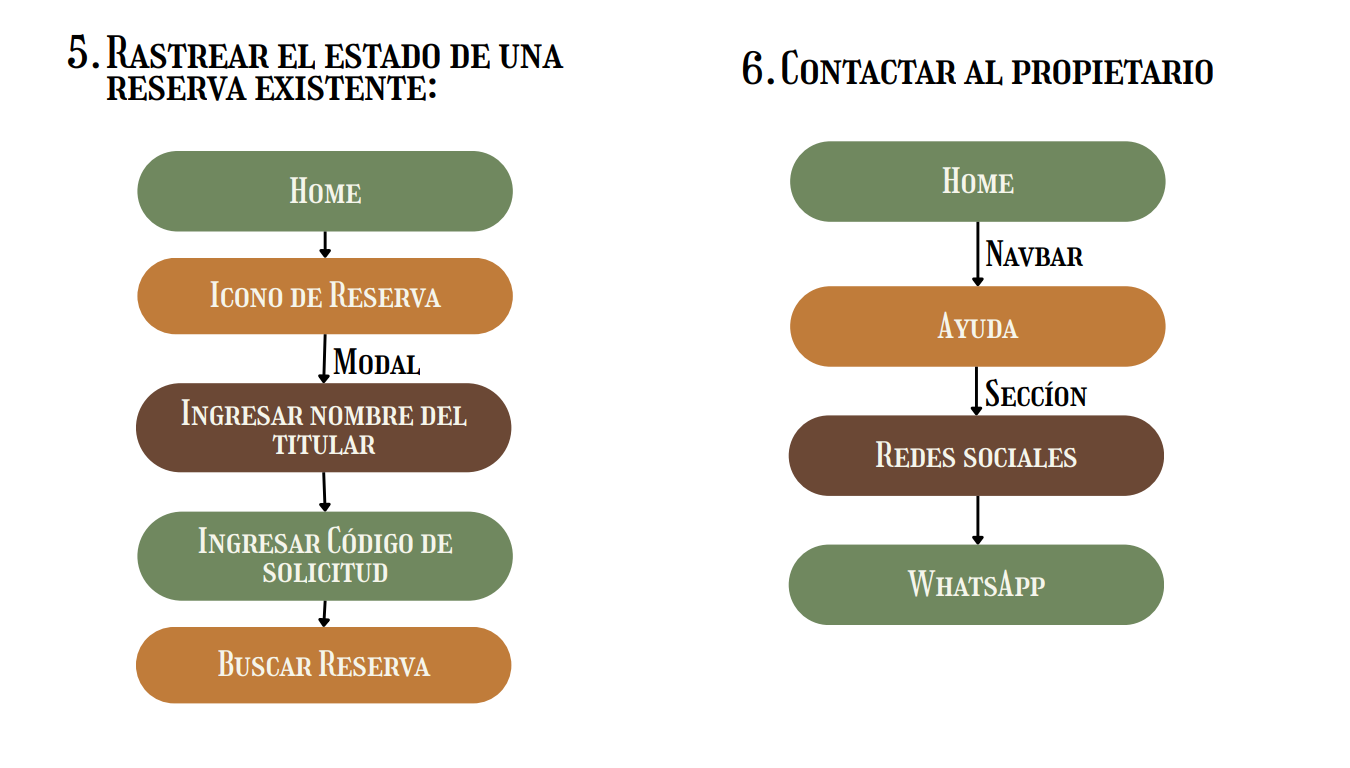 5. Rastrear el estado de una
reserva existente:
Home
Icono de Reserva
Modal
Ingresar nombre del
titular
Ingresar Código de
solicitud
Buscar Reserva
6. Contactar al propietario
Home
Navbar
Ayuda
Seccíon
Redes sociales
WhatsApp